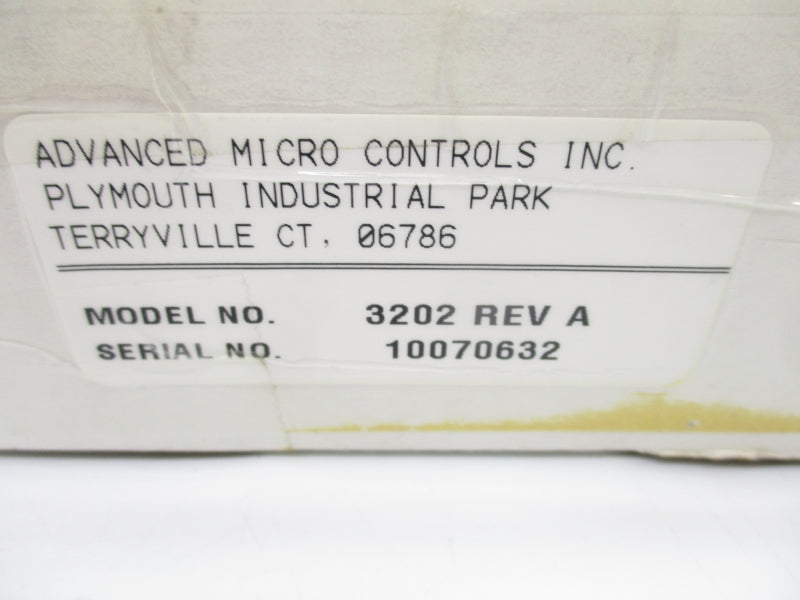 ADVANCED MICRO CONTROLS INC.
PLYMOUTH INDUSTRIAL PARK
TERRYVILLE CT. 06786
MODEL NO. 3202 REV A
SERIAL NO. 10070632